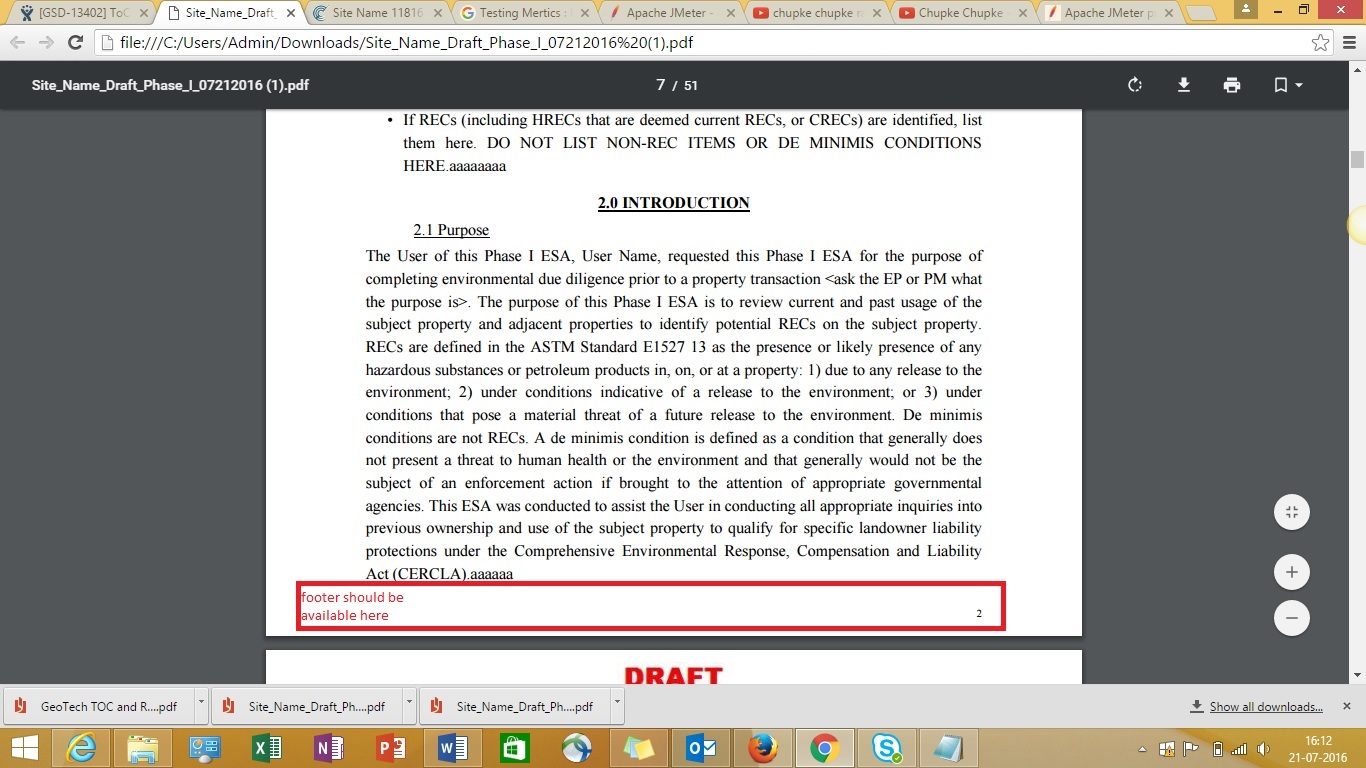 [GSD-13402] ToC
Site_Name_Draft_
Site Name 11816
Testing Mertics :
Apache JMeter -
chupke chupke r
Chupke Chupke -
Apache JMeter p
file:///C:/Users/Admin/Downloads/Site_Name_Draft_Phase_I_07212016%20(1).pdf
Site_Name_Draft_Phase_I_07212016 (1).pdf
7 / 51
• If RECs (including HRECs that are deemed current RECs, or CRECs) are identified, list
them here. DO NOT LIST NON-REC ITEMS OR DE MINIMIS CONDITIONS
HERE.aaaaaaaa
2.0 INTRODUCTION
2.1 Purpose
The User of this Phase I ESA, User Name, requested this Phase I ESA for the purpose of
completing environmental due diligence prior to a property transaction <ask the EP or PM what
the purpose is>. The purpose of this Phase I ESA is to review current and past usage of the
subject property and adjacent properties to identify potential RECs on the subject property.
RECs are defined in the ASTM Standard E1527 13 as the presence or likely presence of any
hazardous substances or petroleum products in, on, or at a property: 1) due to any release to the
environment; 2) under conditions indicative of a release to the environment; or 3) under
conditions that pose a material threat of a future release to the environment. De minimis
conditions are not RECs. A de minimis condition is defined as a condition that generally does
not present a threat to human health or the environment and that generally would not be the
subject of an enforcement action if brought to the attention of appropriate governmental
agencies. This ESA was conducted to assist the User in conducting all appropriate inquiries into
previous ownership and use of the subject property to qualify for specific landowner liability
protections under the Comprehensive Environmental Response, Compensation and Liability
Act (CERCLA).aaaaaa
footer should be
available here
2
DRAFT
GeoTech TOC and R....pdf
Site_Name_Draft_Ph....pdf
Site_Name_Draft_Ph....pdf
Show all downloads...
16:12
21-07-2016